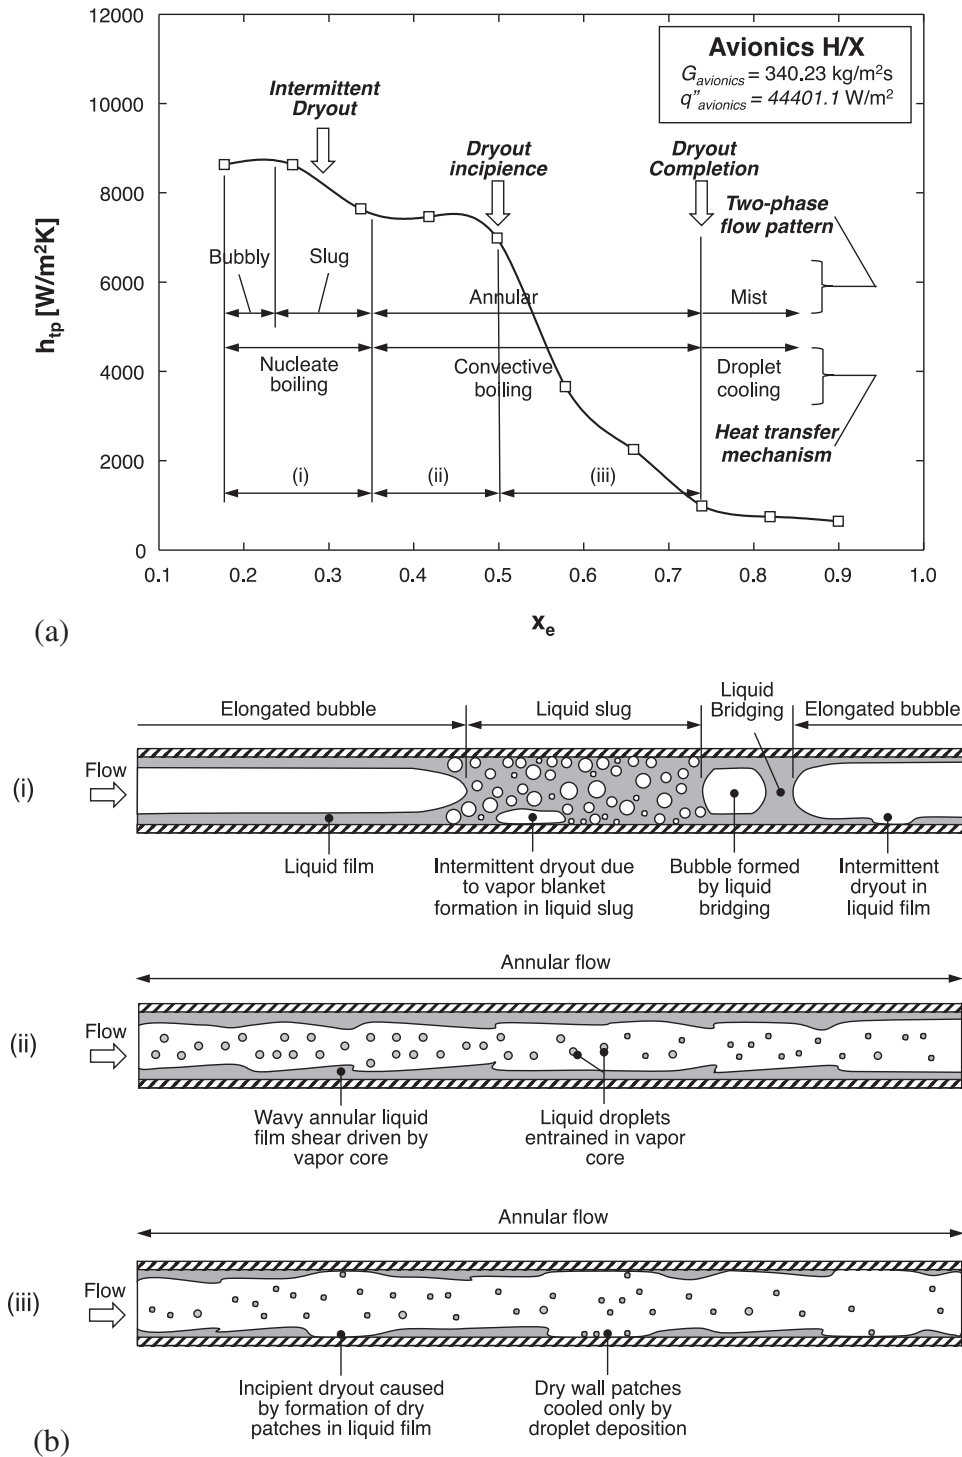 12000
10000
8000
6000
4000
2000
0
h_tp [W/m²K]
Avionics H/X
G_avionics = 340.23 kg/m²s
q"_avionics = 44401.1 W/m²
Intermittent
Dryout
Dryout
incipience
Dryout
Completion
Two-phase
flow pattern
Bubbly
Slug
Annular
Mist
Nucleate
boiling
Convective
boiling
Droplet
cooling
Heat transfer
mechanism
(i)
(ii)
(iii)
0.1 0.2 0.3 0.4 0.5 0.6 0.7 0.8 0.9 1.0
x_e
(a)
Elongated bubble
Liquid slug
Liquid
Bridging
Elongated bubble
(i)
Flow
Liquid film
Intermittent dryout due
to vapor blanket
formation in liquid slug
Bubble formed
by liquid
bridging
Intermittent
dryout in
liquid film
Annular flow
(ii)
Flow
Wavy annular liquid
film shear driven by
vapor core
Liquid droplets
entrained in vapor
core
Annular flow
(iii)
Flow
Incipient dryout caused
by formation of dry
patches in liquid film
Dry wall patches
cooled only by
droplet deposition
(b)